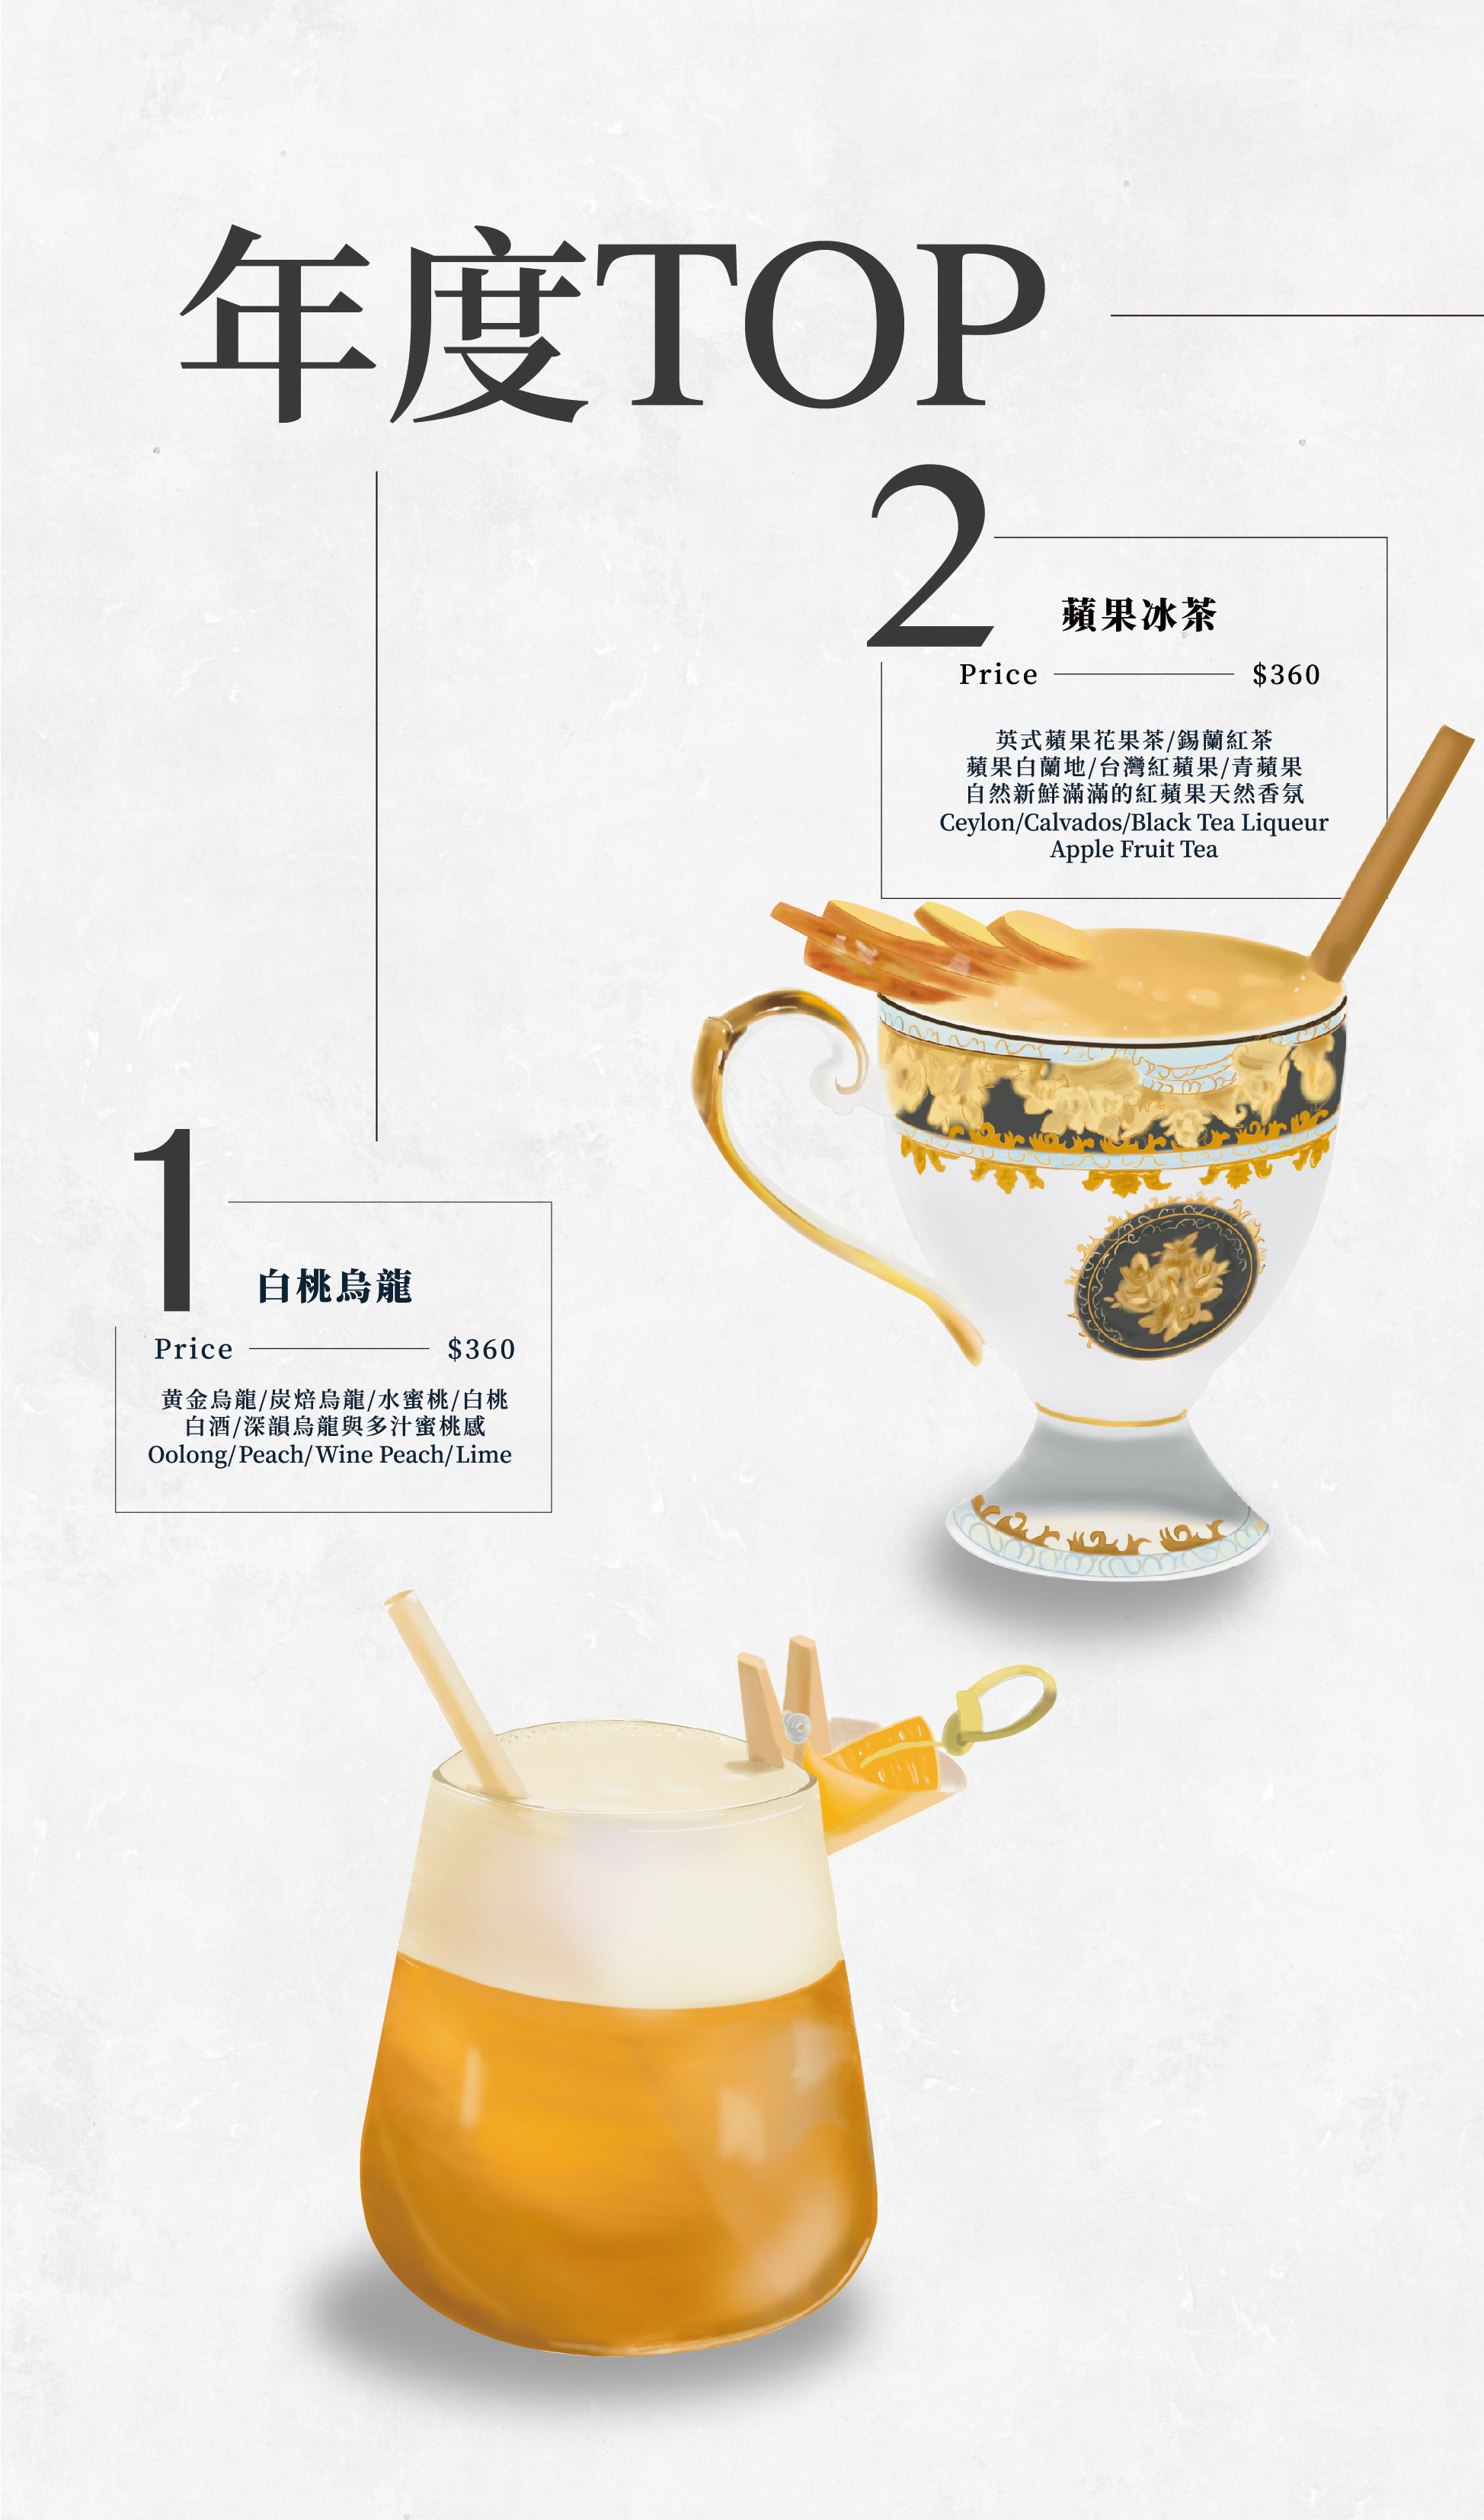 年度TOP
2
蘋果冰茶
Price $360
英式蘋果花果茶/錫蘭紅茶
蘋果白蘭地/台灣紅蘋果/青蘋果
自然新鮮滿滿的紅蘋果天然香氛
Ceylon/Calvados/Black Tea Liqueur
Apple Fruit Tea
1
白桃烏龍
Price $360
黄金烏龍/炭焙烏龍/水蜜桃/白桃
白酒/深韻烏龍與多汁蜜桃感
Oolong/Peach/Wine Peach/Lime